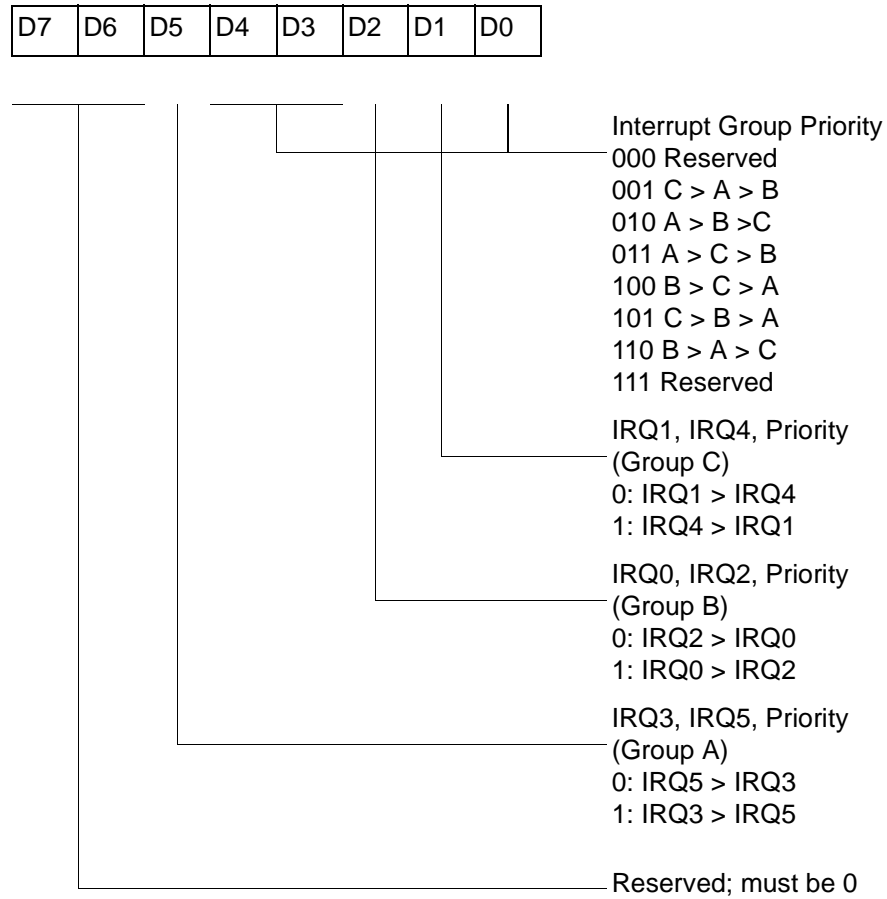 D7 D6 D5 D4 D3 D2 D1 D0
Interrupt Group Priority
000 Reserved
001 C > A > B
010 A > B >C
011 A > C > B
100 B > C > A
101 C > B > A
110 B > A > C
111 Reserved
IRQ1, IRQ4, Priority
(Group C)
0: IRQ1 > IRQ4
1: IRQ4 > IRQ1
IRQ0, IRQ2, Priority
(Group B)
0: IRQ2 > IRQ0
1: IRQ0 > IRQ2
IRQ3, IRQ5, Priority
(Group A)
0: IRQ5 > IRQ3
1: IRQ3 > IRQ5
Reserved; must be 0